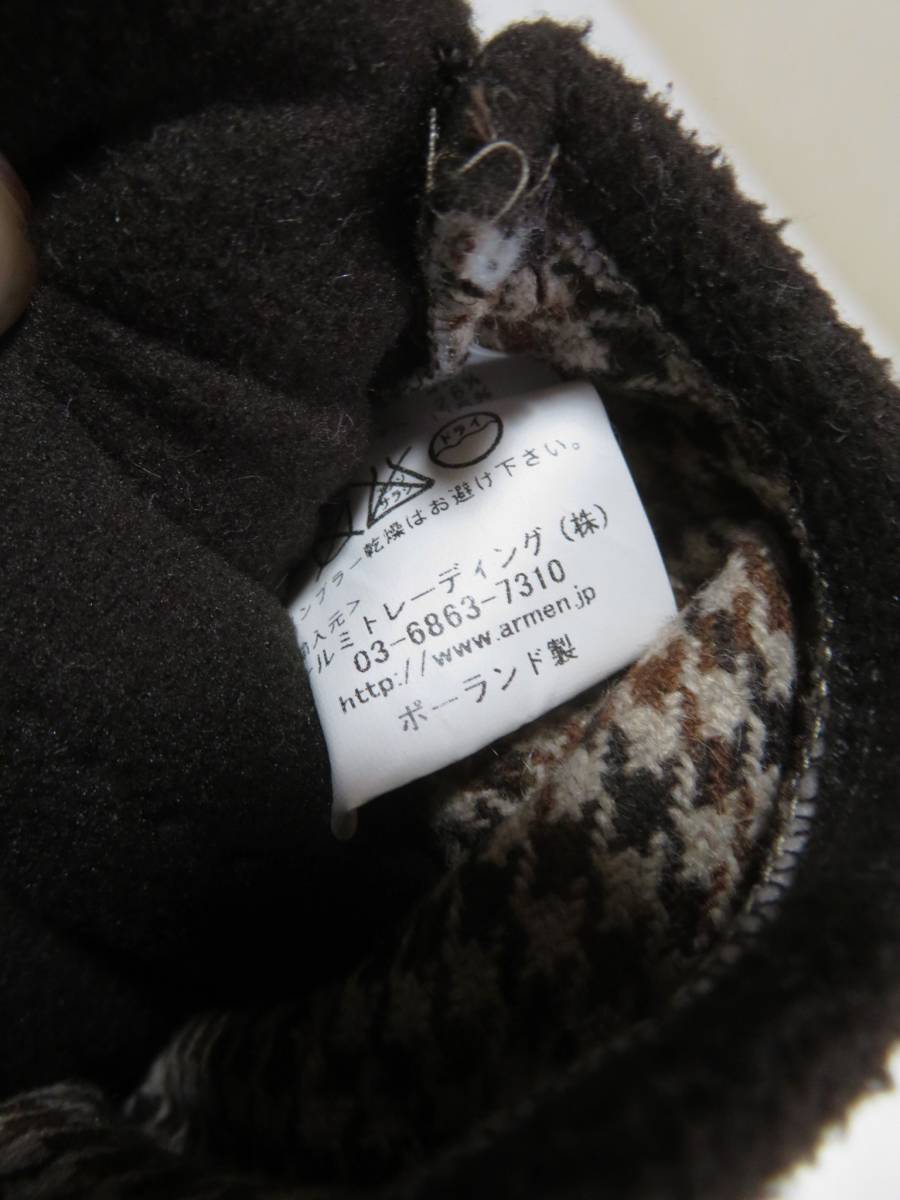 ドライ
ンブラー乾燥はお避け下さい。
入元>
ルミトレーディング(株)
03-6863-7310
http://www.armen.jp
ポーランド製